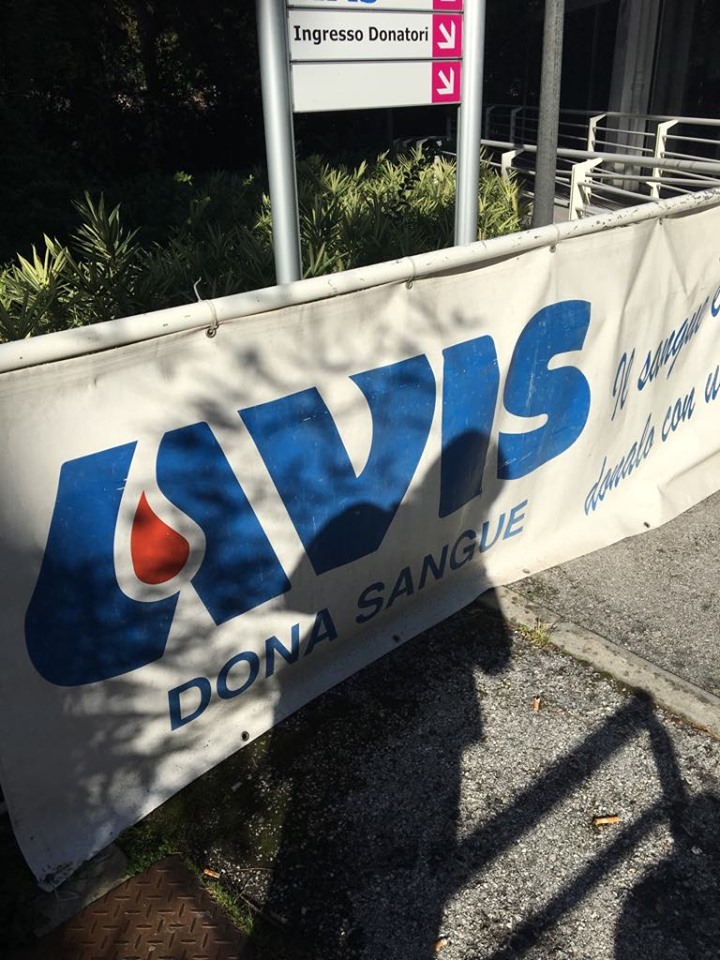 Ingresso Donatori
AVIS
DONA SANGUE
Il sangue
donalo con